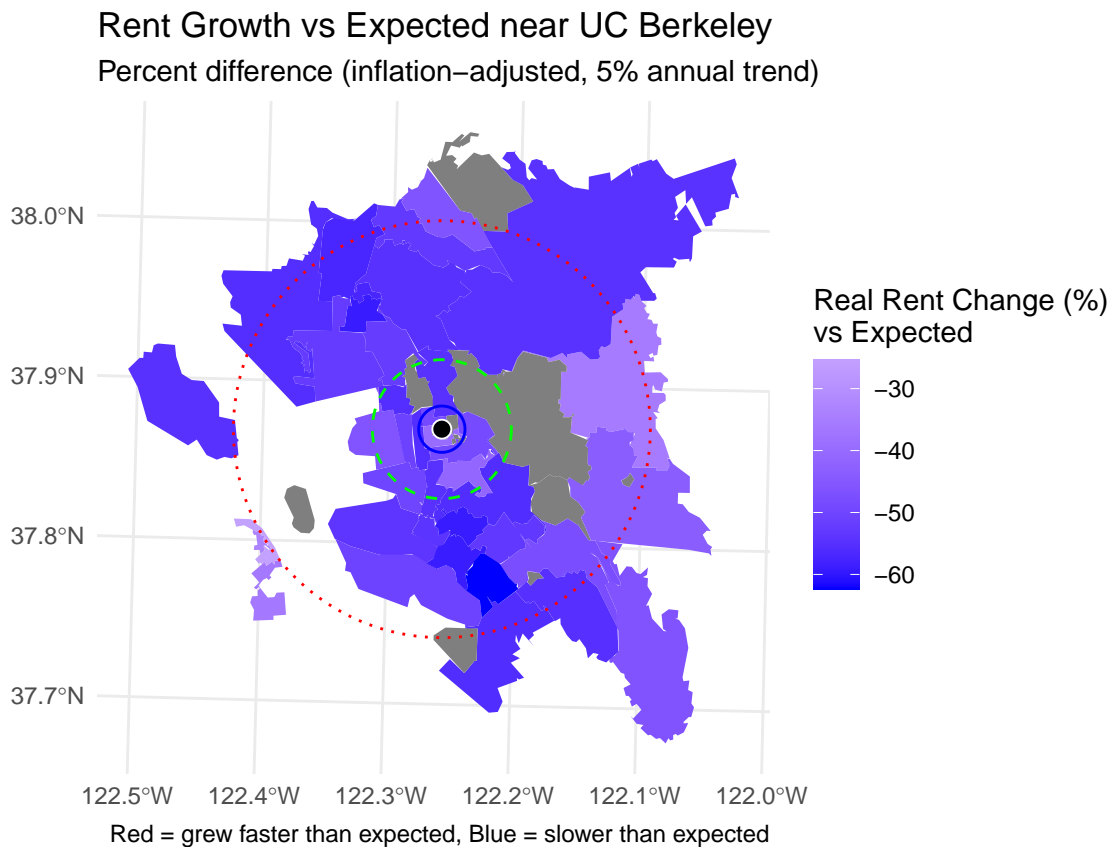 Rent Growth vs Expected near UC Berkeley
Percent difference (inflation−adjusted, 5% annual trend)
38.0°N
37.9°N
37.8°N
37.7°N
122.5°W 122.4°W 122.3°W 122.2°W 122.1°W 122.0°W
Real Rent Change (%)
vs Expected
−30
−40
−50
−60
Red = grew faster than expected, Blue = slower than expected